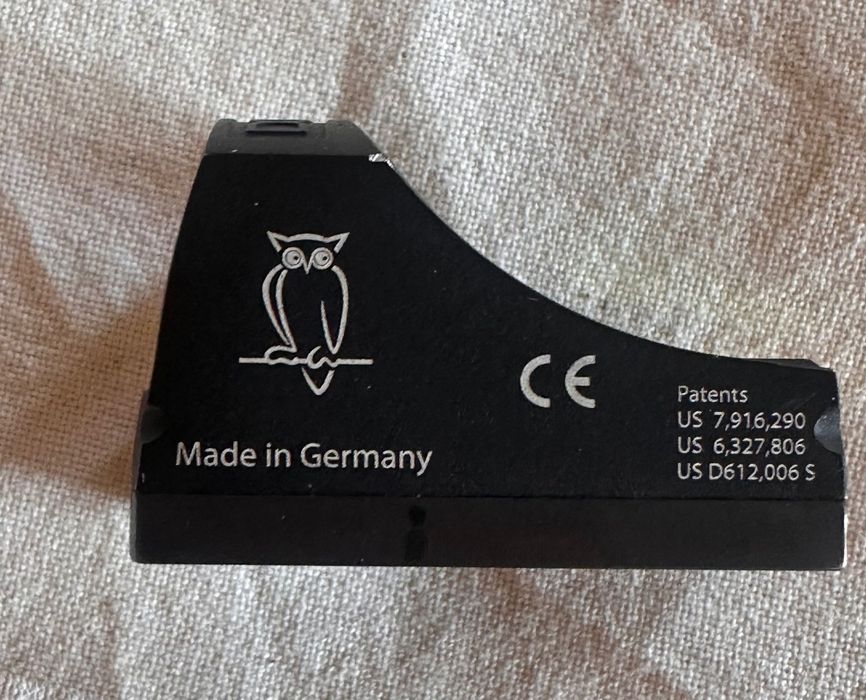 CE
Made in Germany
Patents
US 7,916,290
US 6,327,806
US D612,006 S